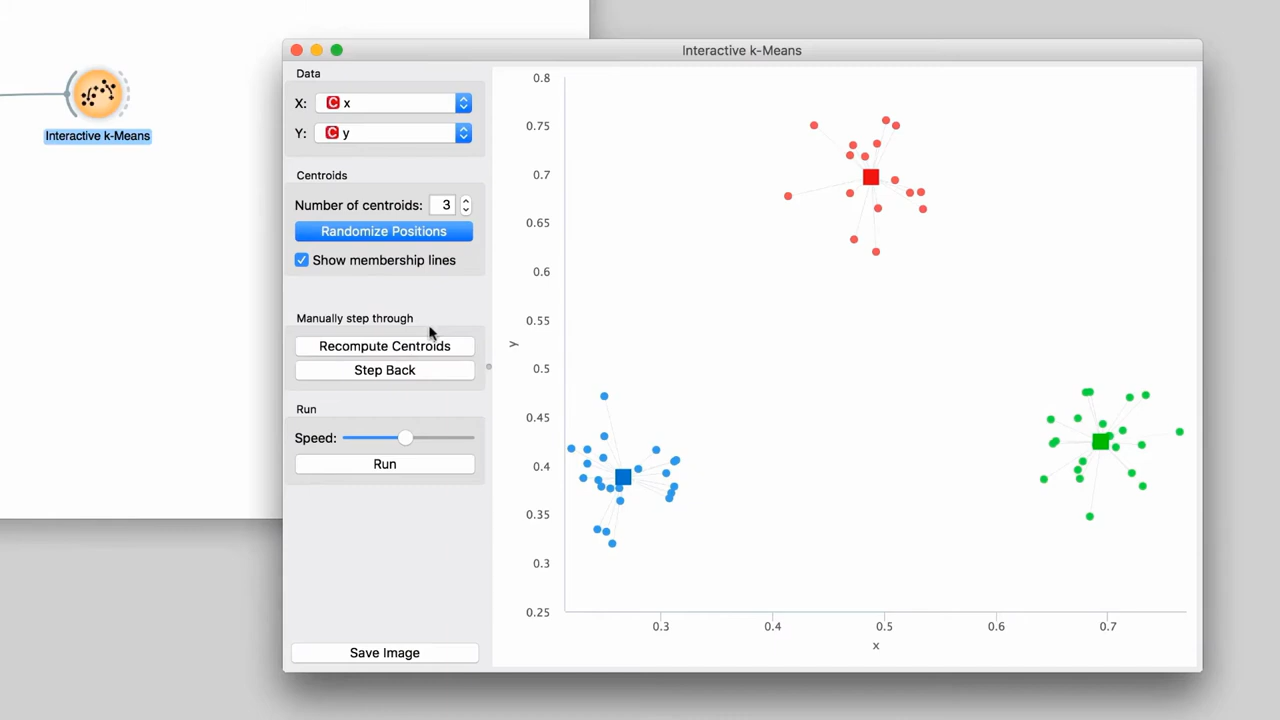 Interactive k-Means
Interactive k-Means
Data
X: C x
Y: C y
Centroids
Number of centroids: 3
Randomize Positions
Show membership lines
Manually step through
Recompute Centroids
Step Back
Run
Speed:
Run
Save Image
0.8
0.75
0.7
0.65
0.6
0.55
0.5
0.45
0.4
0.35
0.3
0.25
y
0.3 0.4 0.5 0.6 0.7
x